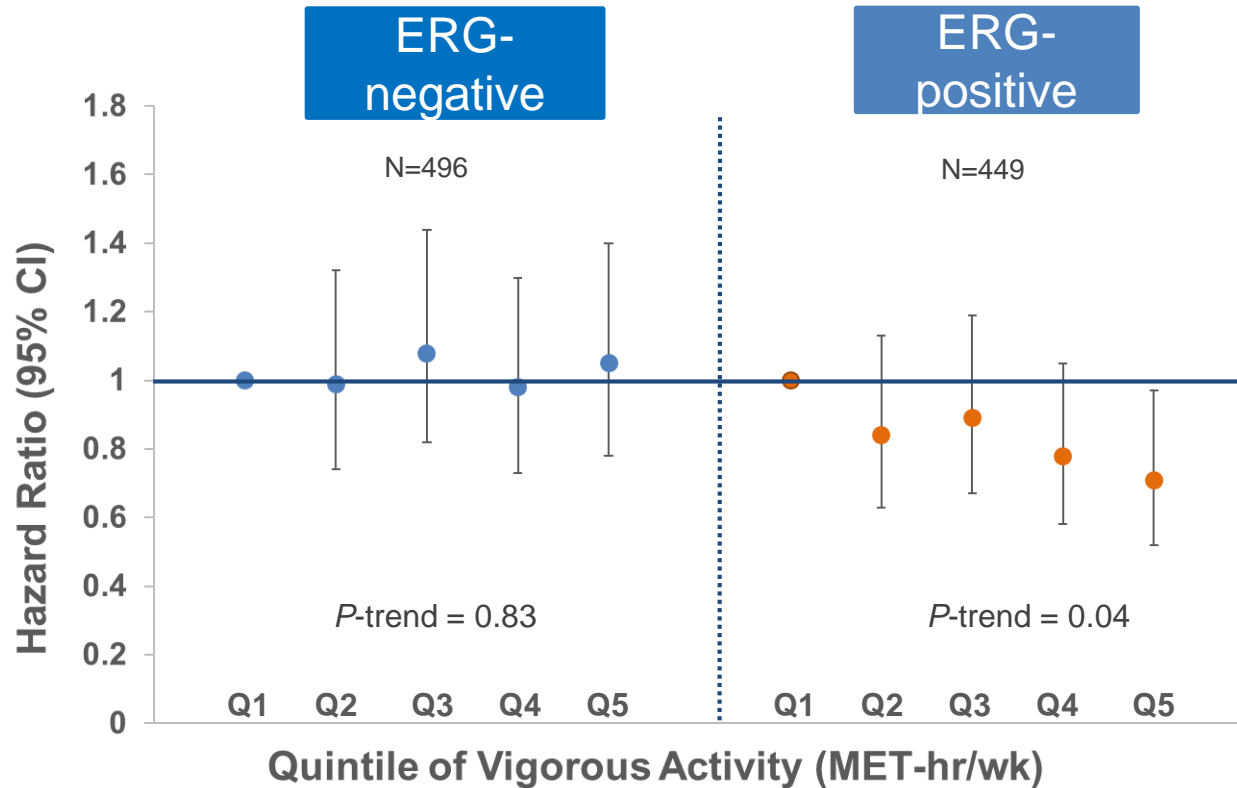 ERG-
negative
ERG-
positive
1.8
1.6
1.4
1.2
1
0.8
0.6
0.4
0.2
0
Hazard Ratio (95% CI)
N=496
N=449
P-trend = 0.83
P-trend = 0.04
Q1 Q2 Q3 Q4 Q5 Q1 Q2 Q3 Q4 Q5
Quintile of Vigorous Activity (MET-hr/wk)